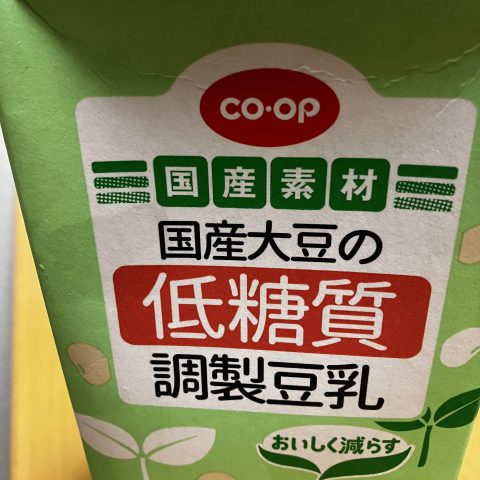 co·op
国産素材
国産大豆の
低糖質
調製豆乳
おいしく減らす